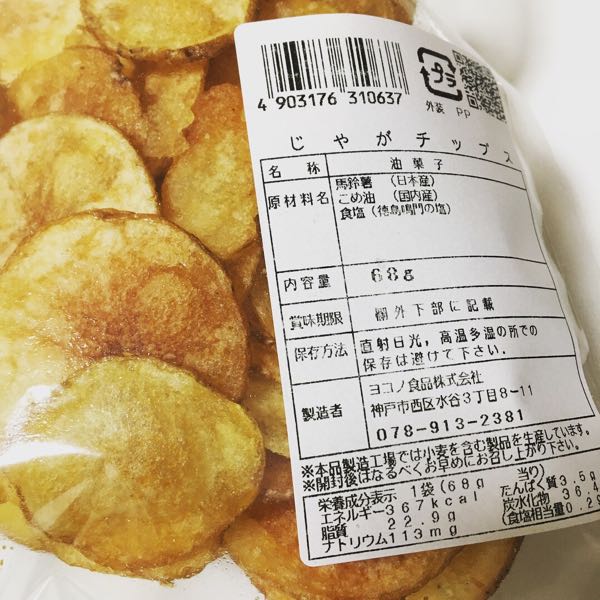 4 903176 310637
プラ
外装 PP
じゃがチップス
名称 油菓子
原材料名 馬鈴薯 (日本産)
こめ油 (国内産)
食塩 (徳島鳴門の塩)
内容量 68g
賞味期限 欄外下部に記載
保存方法 直射日光，高温多湿の所での
保存は避けて下さい．
製造者 ヨコノ食品株式会社
神戸市西区水谷3丁目8-11
078-913-2381
※本品製造工場では小麦を含む製品を生産しています。
※開封後はなるべくお早めにお召し上がり下さい。
栄養成分表示 1袋(68g 当り)
エネルギー367kcal たんぱく質3.5g
脂質 22.9g 炭水化物 36.4
ナトリウム113mg (食塩相当量0.2